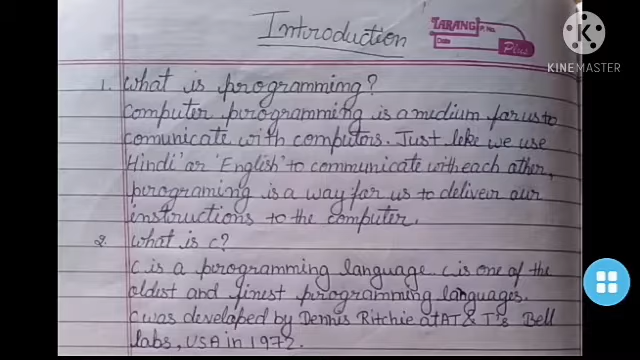 Introduction
TARANG P. No.
Date
Plus
KINEMASTER
1. What is programming?
Computer programming is a medium for us to
comunicate with computors. Just like we use
Hindi' or 'English' to communicate with each other,
programing is a way for us to deliver our
instructions to the computer.
2. What is c?
C is a programming language. C is one of the
oldest and finest programming languages.
C was developed by Dennis Ritchie at AT & T's Bell
labs, USA in 1972.